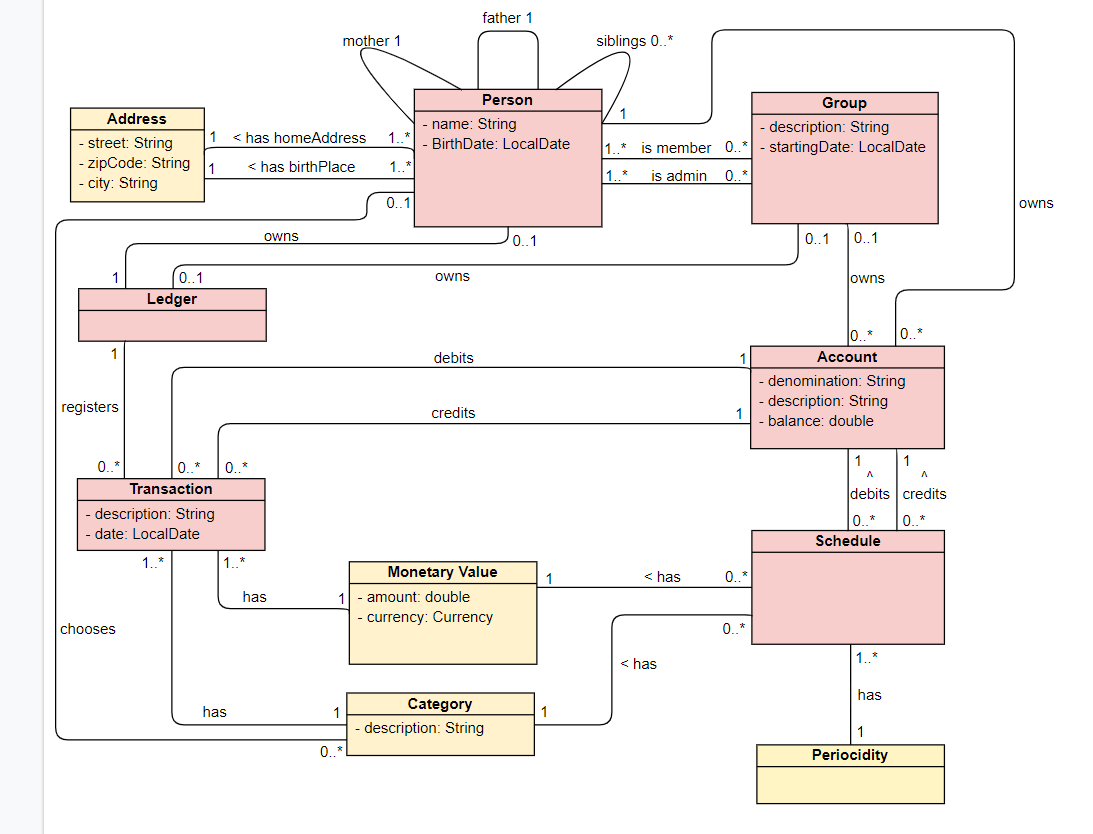 father 1
mother 1
siblings 0..*
Person
- name: String
- BirthDate: LocalDate
Group
- description: String
- startingDate: LocalDate
Address
- street: String
- zipCode: String
- city: String
1
< has homeAddress
1..*
1
< has birthPlace
1..*
1
1..*
is member
0..*
1..*
is admin
0..*
0..1
owns
owns
0..1
0..1
0..1
1
0..1
owns
owns
Ledger
1
0..*
0..*
debits
1
Account
- denomination: String
- description: String
- balance: double
registers
credits
1
0..*
0..*
0..*
1
^
debits
0..*
1
^
credits
0..*
Transaction
- description: String
- date: LocalDate
Schedule
1..*
1..*
has
1
Monetary Value
- amount: double
- currency: Currency
1
< has
0..*
chooses
0..*
< has
1..*
has
1
has
1
Category
- description: String
1
0..*
Periocidity